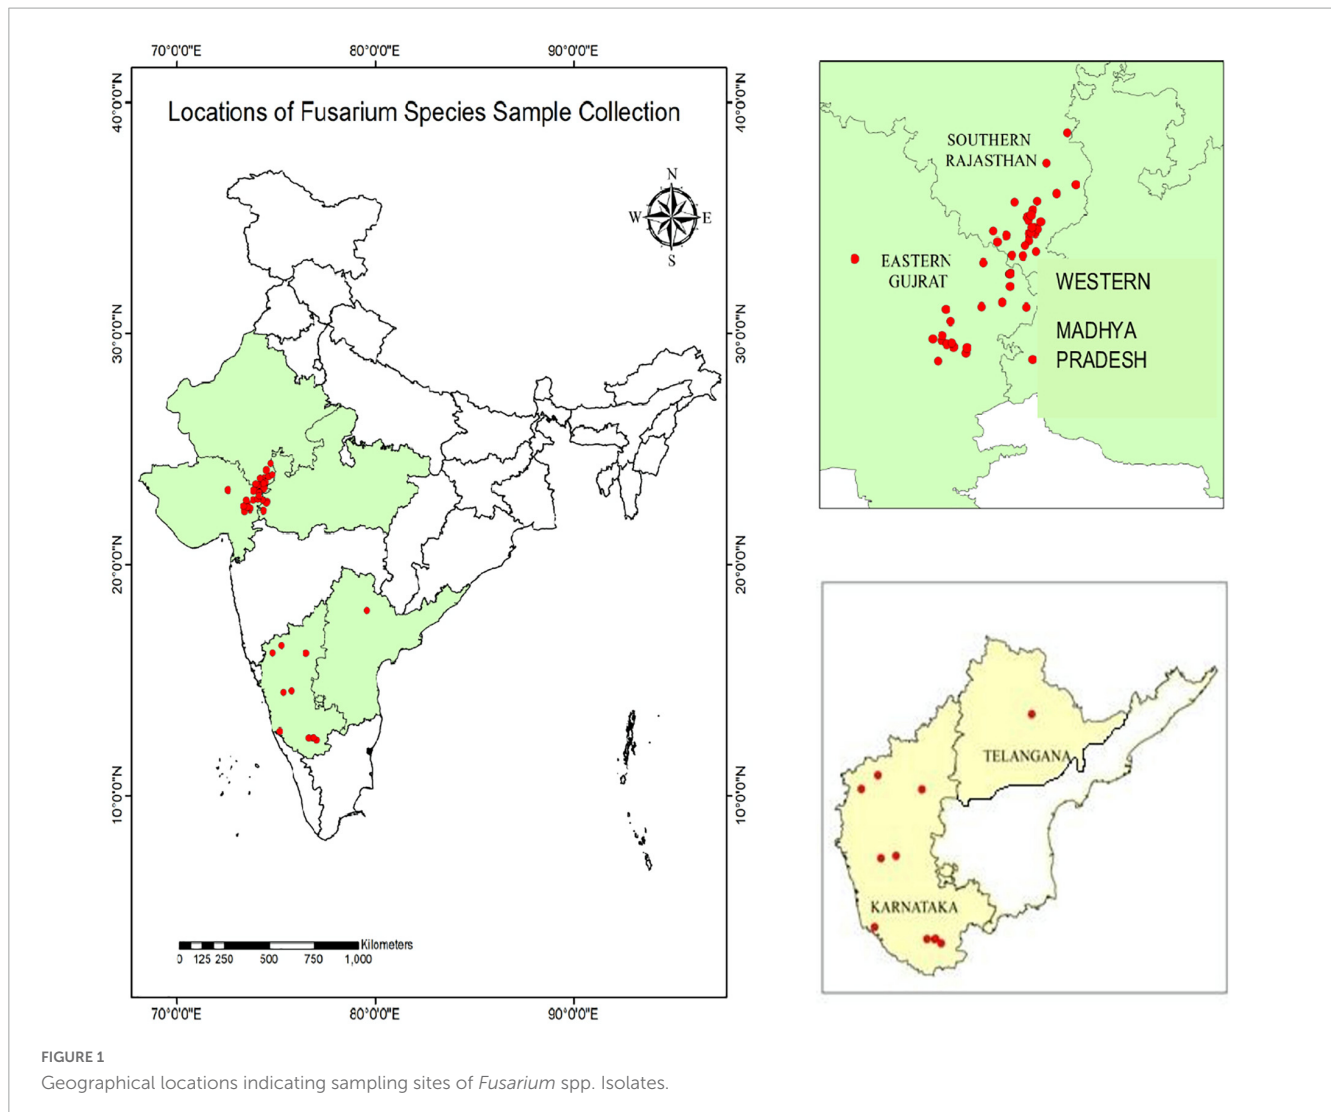 70°0'0"E 80°0'0"E 90°0'0"E
Locations of Fusarium Species Sample Collection
40°0'0"N
40°0'0"N
N
W E
S
30°0'0"N
30°0'0"N
20°0'0"N
20°0'0"N
10°0'0"N
10°0'0"N
Kilometers
0 125 250 500 750 1,000
70°0'0"E 80°0'0"E 90°0'0"E
SOUTHERN
RAJASTHAN
EASTERN
GUJRAT
WESTERN
MADHYA
PRADESH
TELANGANA
KARNATAKA
FIGURE 1
Geographical locations indicating sampling sites of Fusarium spp. Isolates.